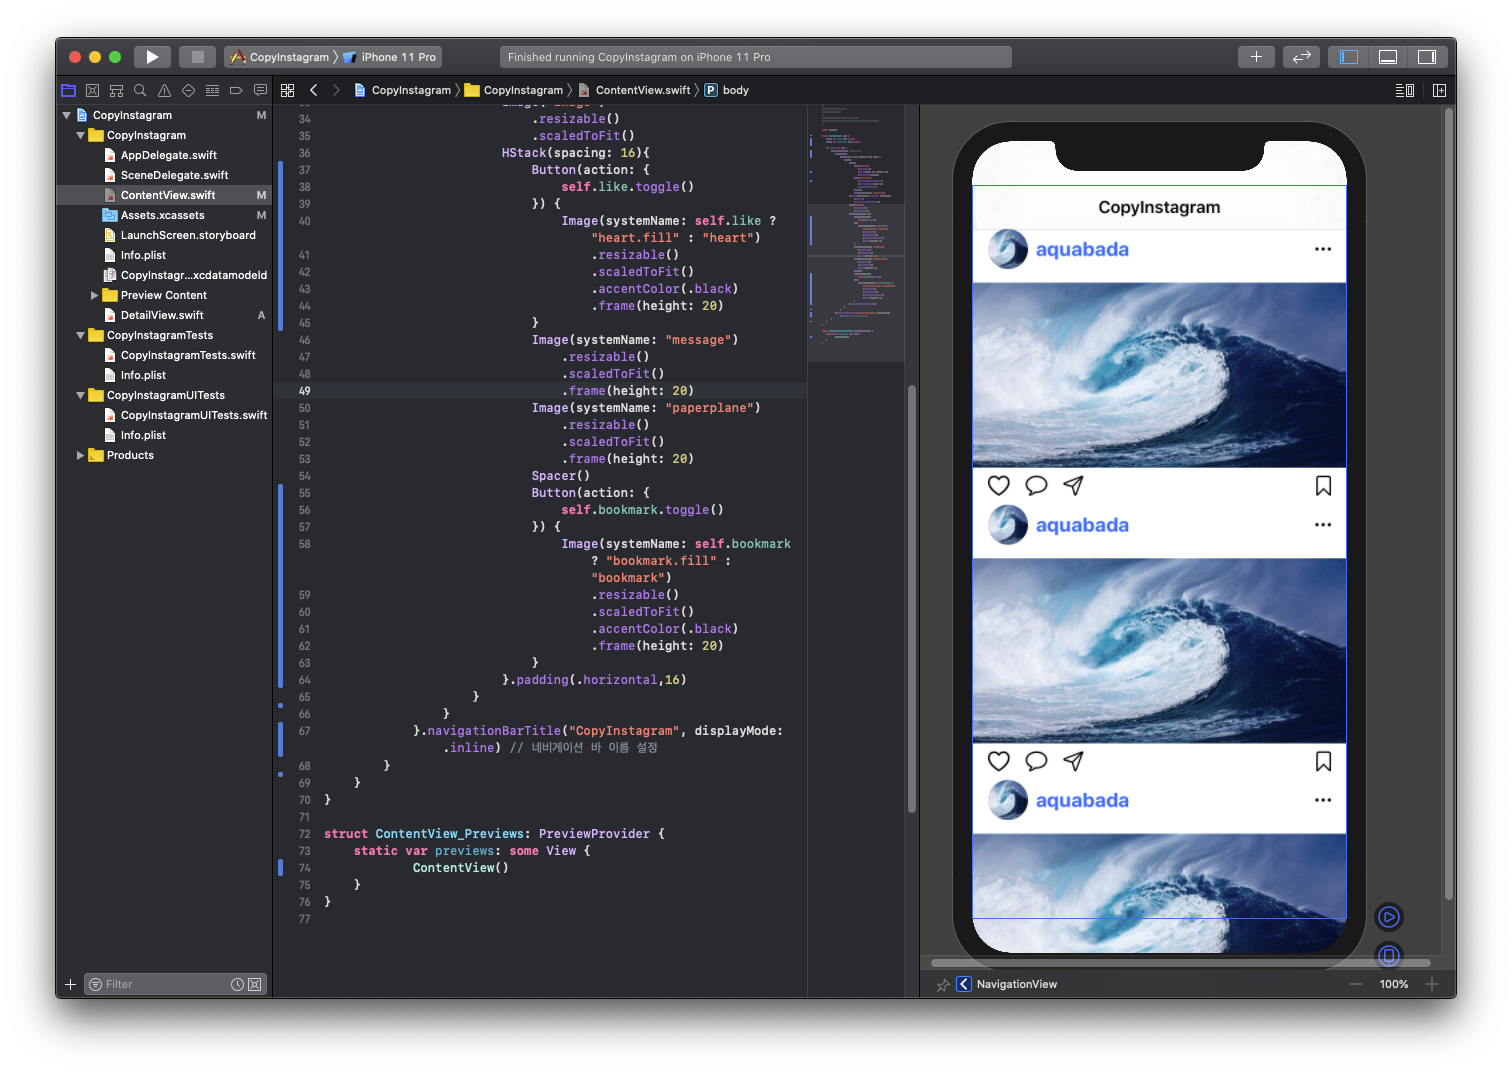 CopyInstagram
iPhone 11 Pro
Finished running CopyInstagram on iPhone 11 Pro
CopyInstagram
CopyInstagram
ContentView.swift
P
body
CopyInstagram M
CopyInstagram
AppDelegate.swift
SceneDelegate.swift
ContentView.swift M
Assets.xcassets M
LaunchScreen.storyboard
Info.plist
CopyInstagr...xcdatamodeld
Preview Content
DetailView.swift A
CopyInstagramTests
CopyInstagramTests.swift
Info.plist
CopyInstagramUITests
CopyInstagramUITests.swift
Info.plist
Products
Filter
34 .resizable()
35 .scaledToFit()
36 HStack(spacing: 16){
37 Button(action: {
38 self.like.toggle()
39 }) {
40 Image(systemName: self.like ?
"heart.fill" : "heart")
41 .resizable()
42 .scaledToFit()
43 .accentColor(.black)
44 .frame(height: 20)
45 }
46 Image(systemName: "message")
47 .resizable()
48 .scaledToFit()
49 .frame(height: 20)
50 Image(systemName: "paperplane")
51 .resizable()
52 .scaledToFit()
53 .frame(height: 20)
54 Spacer()
55 Button(action: {
56 self.bookmark.toggle()
57 }) {
58 Image(systemName: self.bookmark
? "bookmark.fill" :
"bookmark")
59 .resizable()
60 .scaledToFit()
61 .accentColor(.black)
62 .frame(height: 20)
63 }
64 }.padding(.horizontal,16)
65 }
66 }
67 }.navigationBarTitle("CopyInstagram", displayMode:
.inline) // 네비게이션 바 이름 설정
68 }
69 }
70 }
71
72 struct ContentView_Previews: PreviewProvider {
73 static var previews: some View {
74 ContentView()
75 }
76 }
77
CopyInstagram
aquabada
aquabada
aquabada
NavigationView
100%